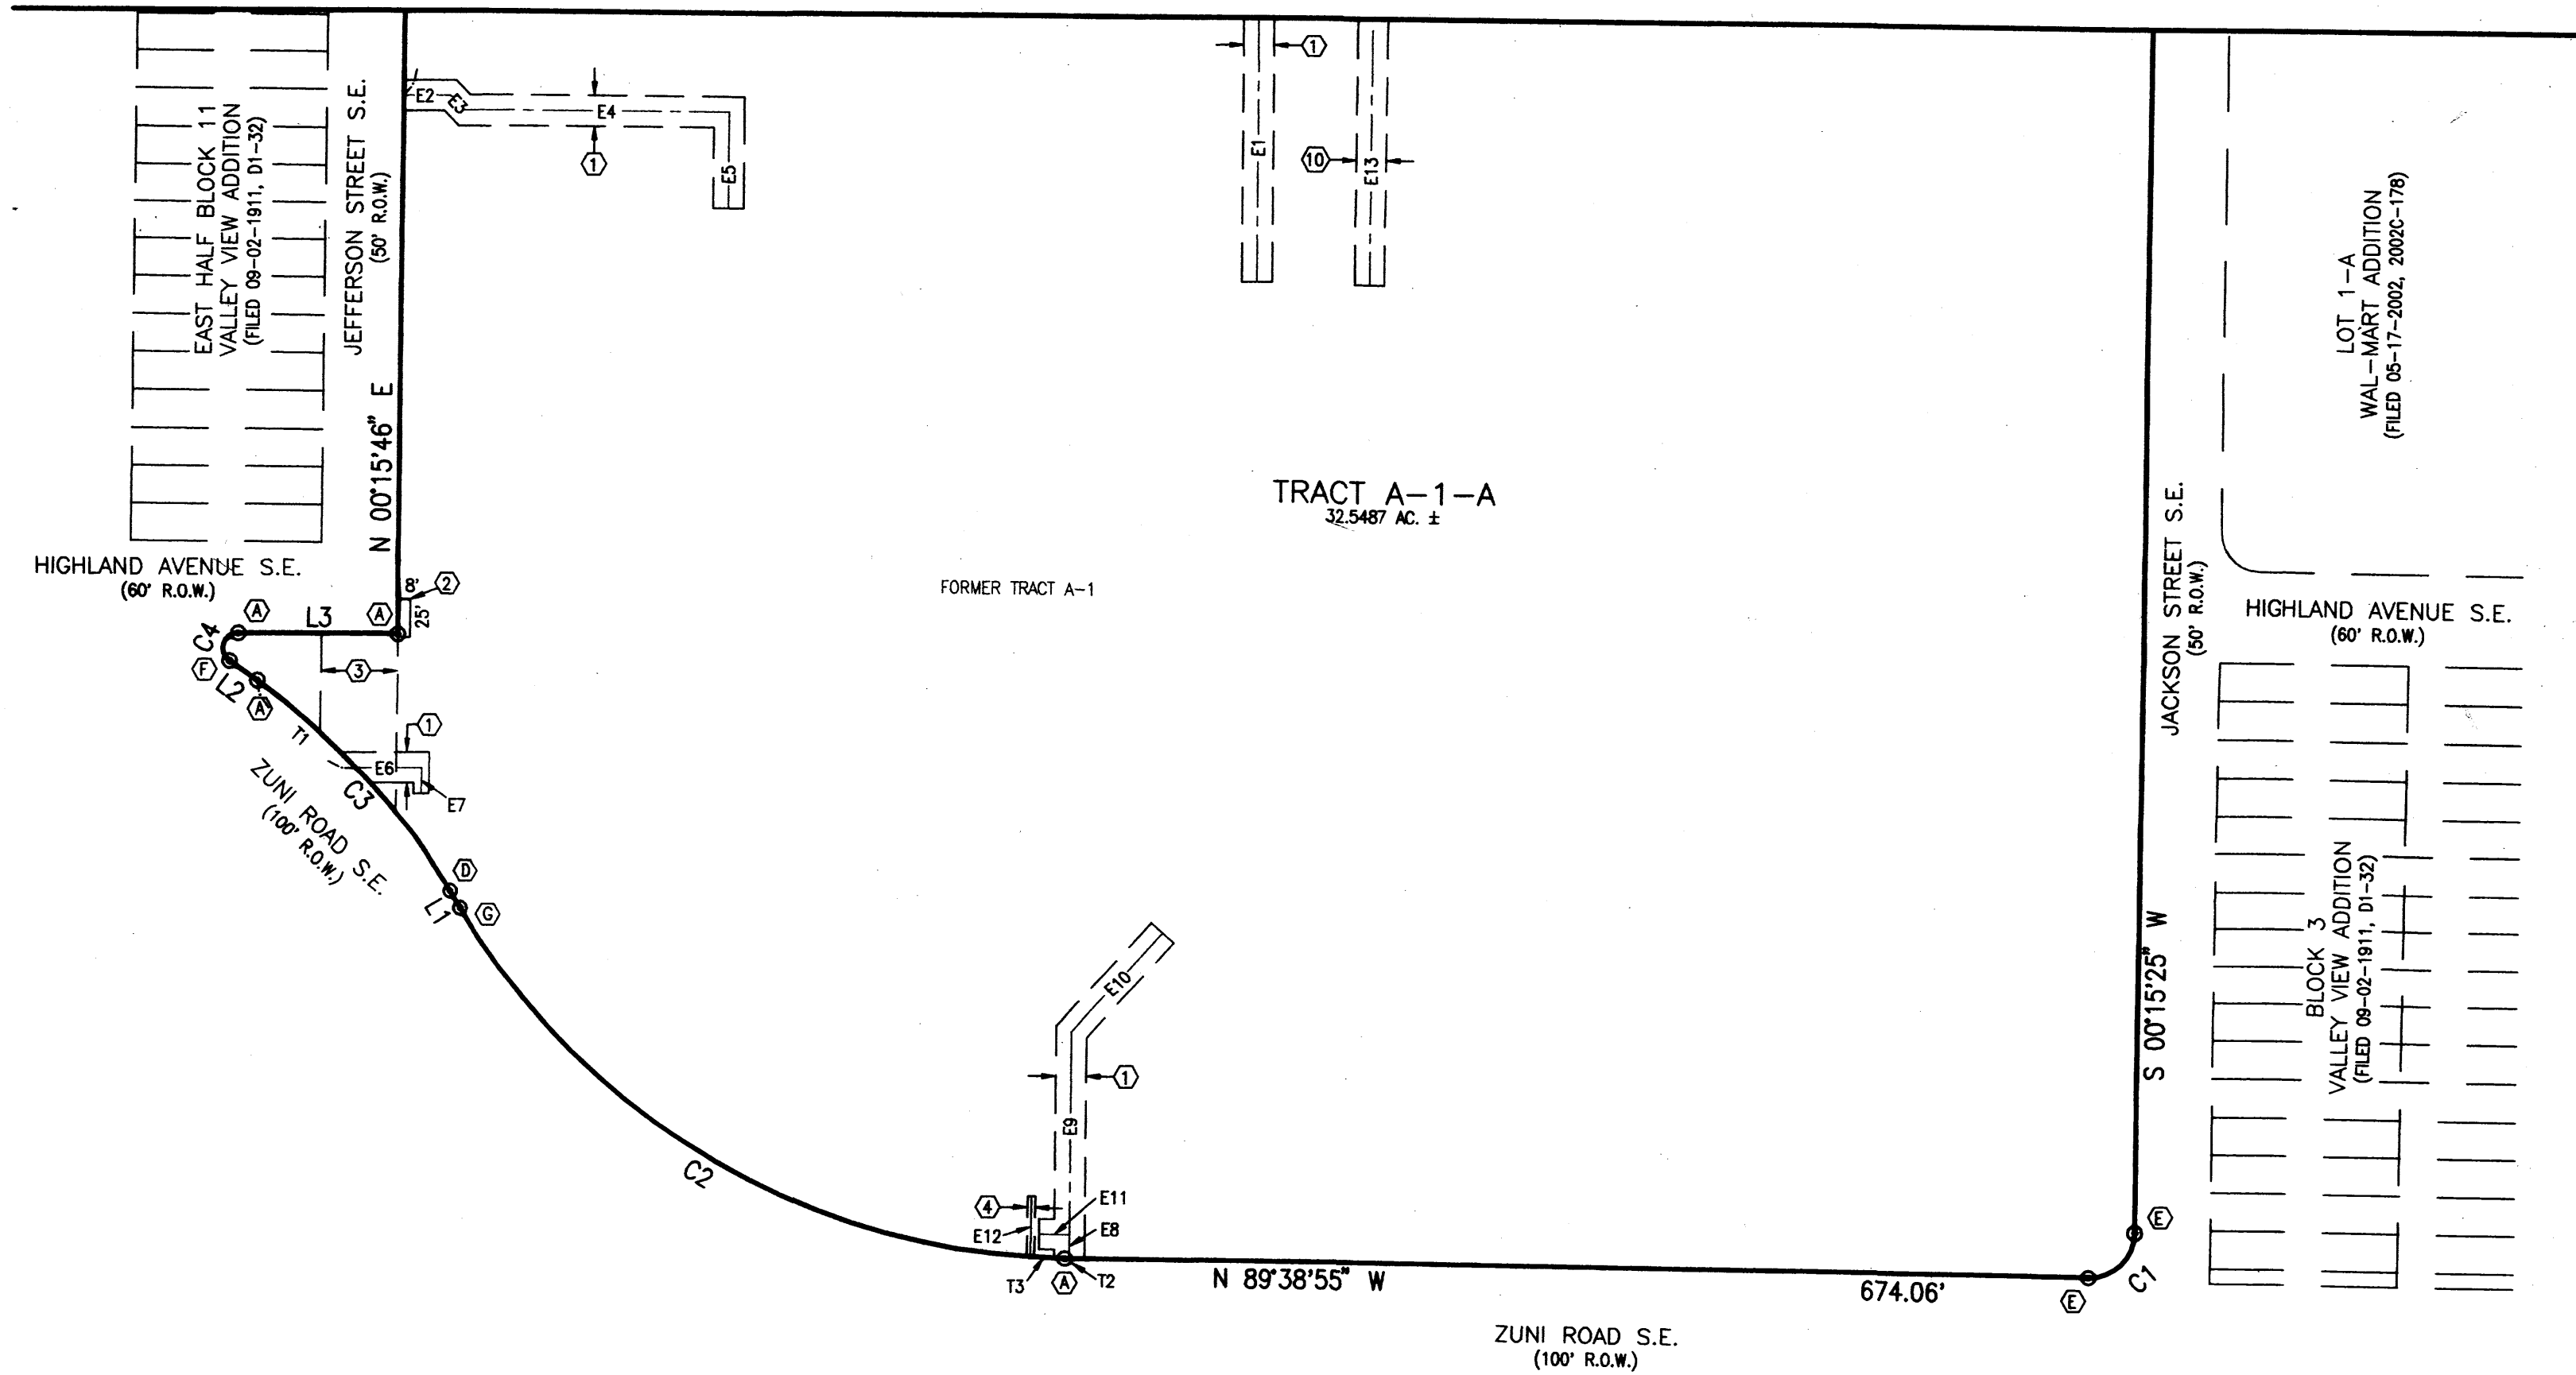 EAST HALF BLOCK 11
VALLEY VIEW ADDITION
(FILED 09-02-1911, D1-32)
JEFFERSON STREET S.E.
(50' R.O.W.)
N 00°15'46" E
E2
E3
E4
1
E5
1
E1
10
E13
LOT 1-A
WAL-MART ADDITION
(FILED 05-17-2002, 2002C-178)
TRACT A-1-A
32.5487 AC. ±
FORMER TRACT A-1
HIGHLAND AVENUE S.E.
(60' R.O.W.)
8'
2
25'
A
L3
A
C4
F
L2
A
3
T1
1
E6
E7
C3
ZUNI ROAD S.E.
(100' R.O.W.)
D
L1
G
C2
JACKSON STREET S.E.
(50' R.O.W.)
HIGHLAND AVENUE S.E.
(60' R.O.W.)
S 00°15'25" W
BLOCK 3
VALLEY VIEW ADDITION
(FILED 09-02-1911, D1-32)
E10
1
E9
4
E11
E12
E8
T3
A
T2
N 89°38'55" W
674.06'
E
E
C1
ZUNI ROAD S.E.
(100' R.O.W.)